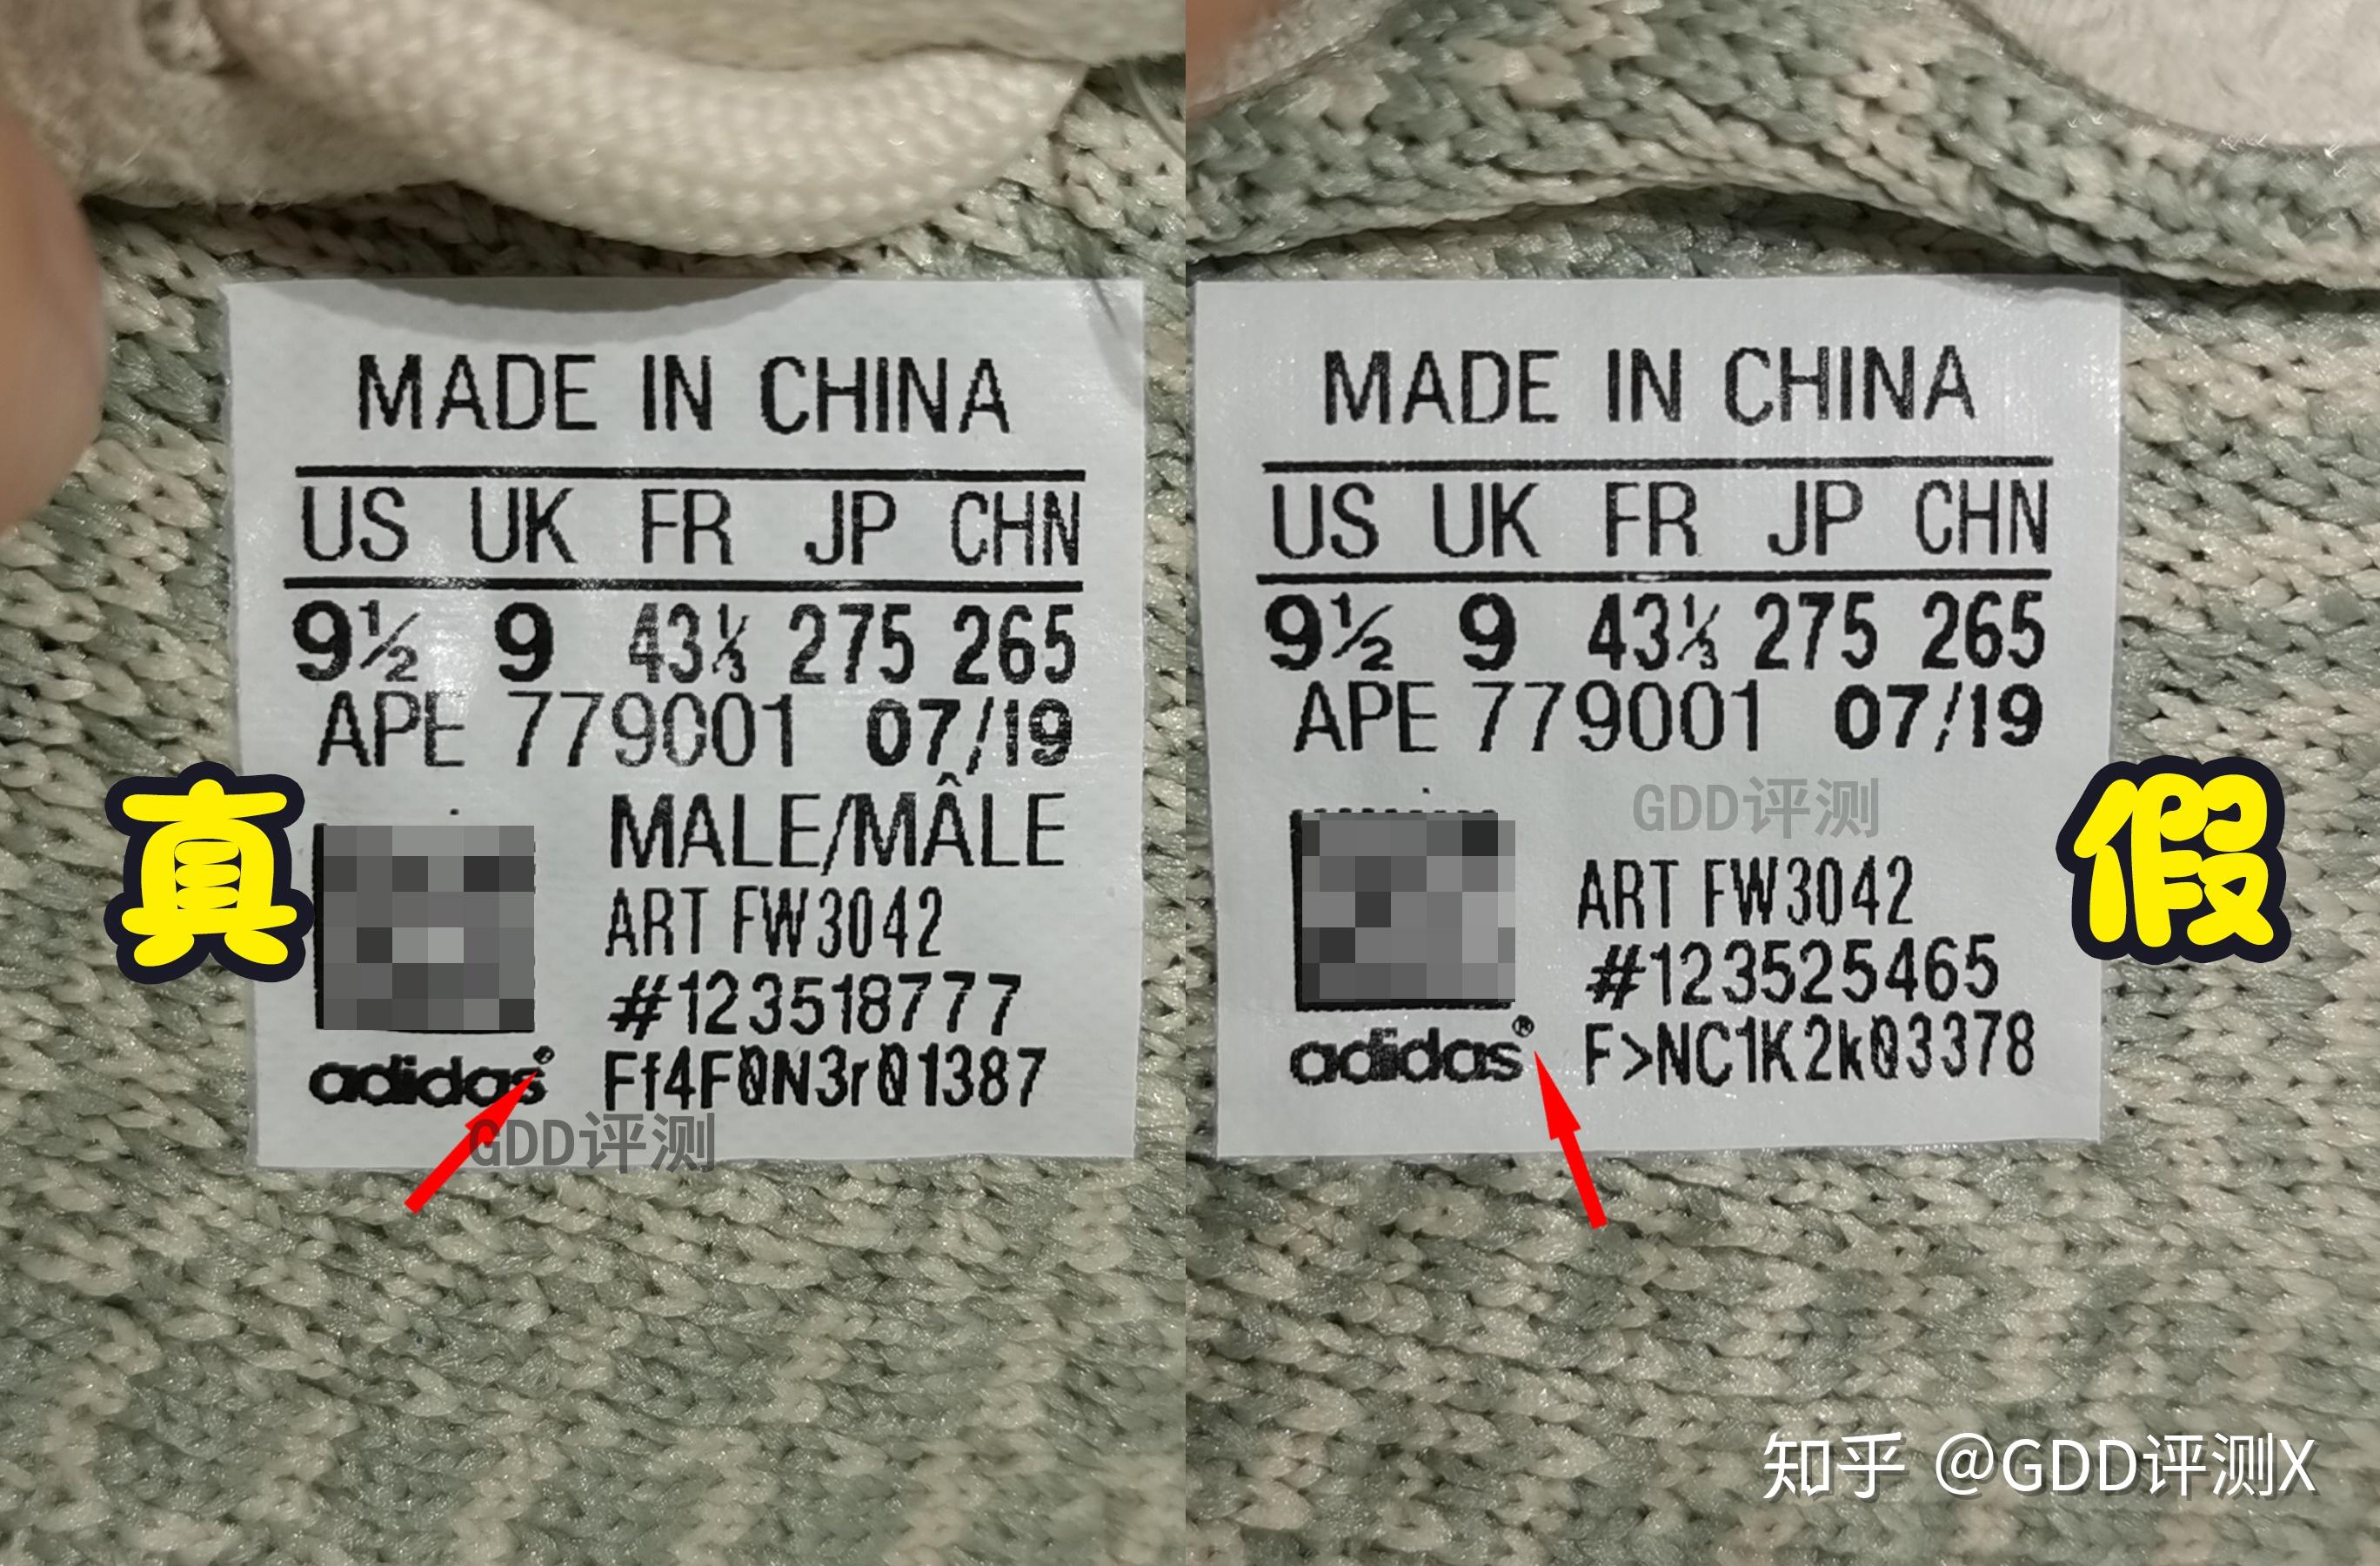 MADE IN CHINA
US UK FR JP CHN
9½ 9 43⅓ 275 265
APE 779001 07/19
MALE/MÂLE
ART FW3042
#123518777
Ff4F0N3r01387
adidas®
GDD评测
真
MADE IN CHINA
US UK FR JP CHN
9½ 9 43⅓ 275 265
APE 779001 07/19
GDD评测
ART FW3042
#123525465
F>NC1K2k03378
adidas®
假
知乎 @GDD评测X